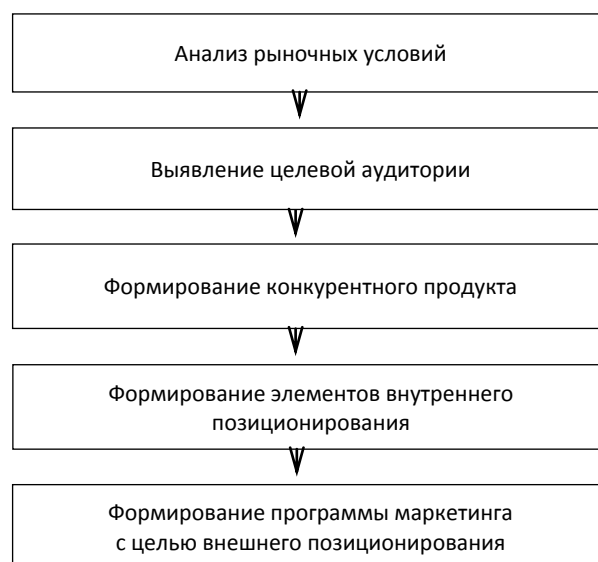 Анализ рыночных условий
Выявление целевой аудитории
Формирование конкурентного продукта
Формирование элементов внутреннего
позиционирования
Формирование программы маркетинга
с целью внешнего позиционирования